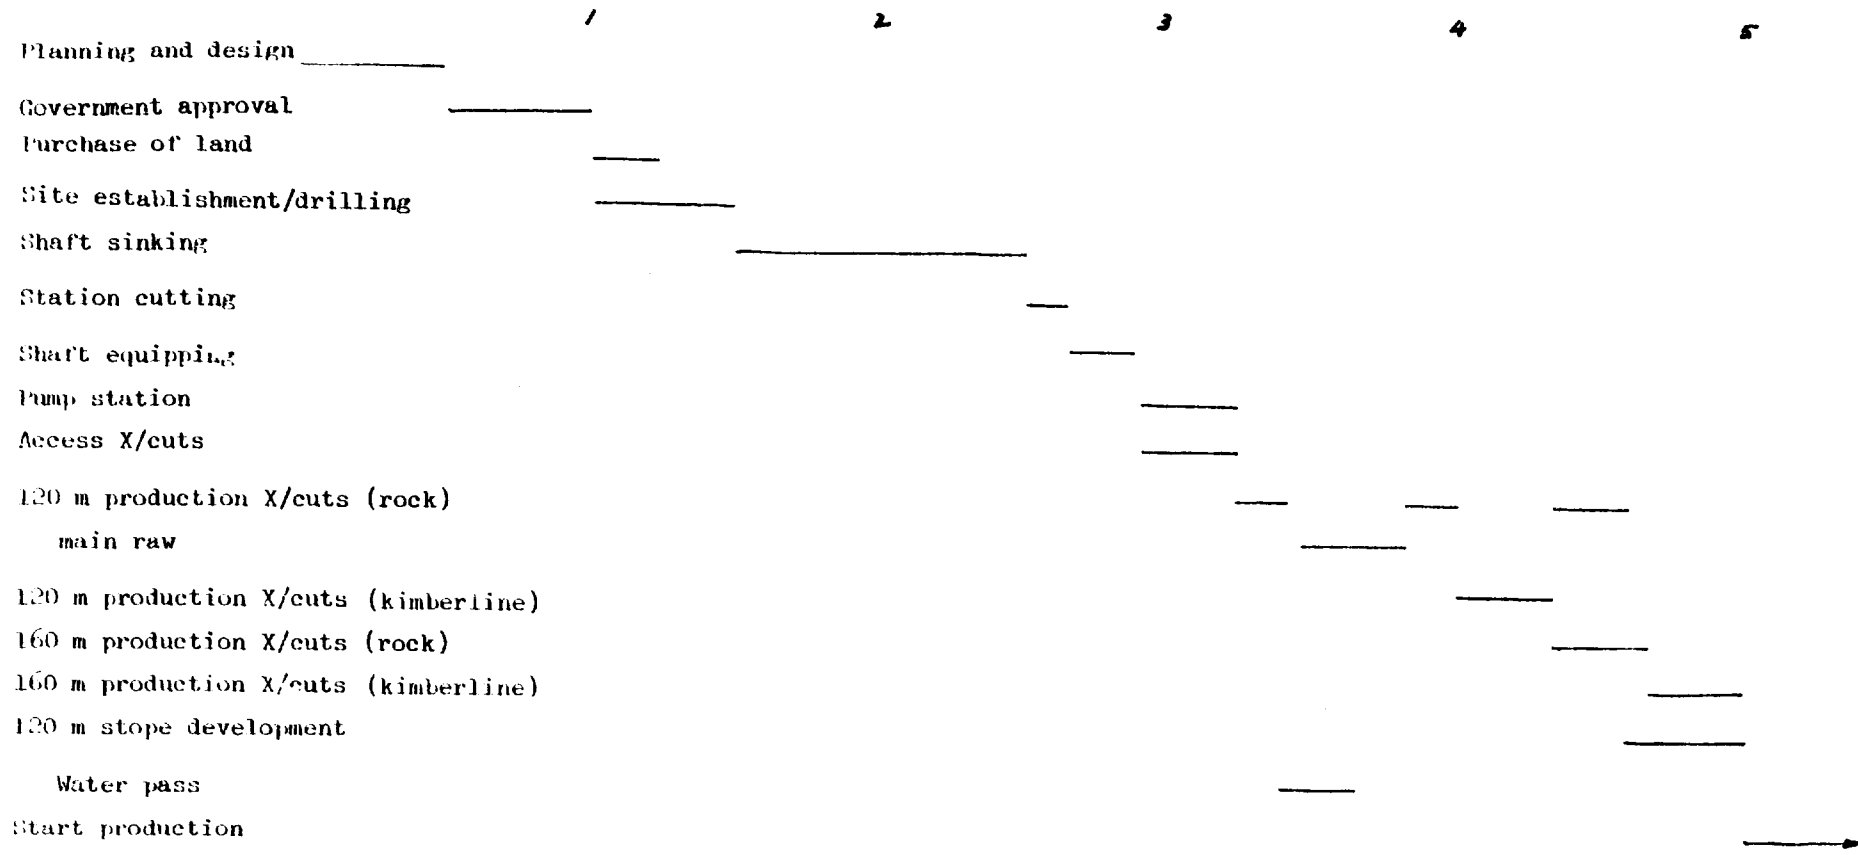 1 2 3 4 5
Planning and design
Government approval
Purchase of land
Site establishment/drilling
Shaft sinking
Station cutting
Shaft equipping
Pump station
Access X/cuts
120 m production X/cuts (rock)
main raw
120 m production X/cuts (kimberline)
160 m production X/cuts (rock)
160 m production X/cuts (kimberline)
120 m stope development
Water pass
Start production